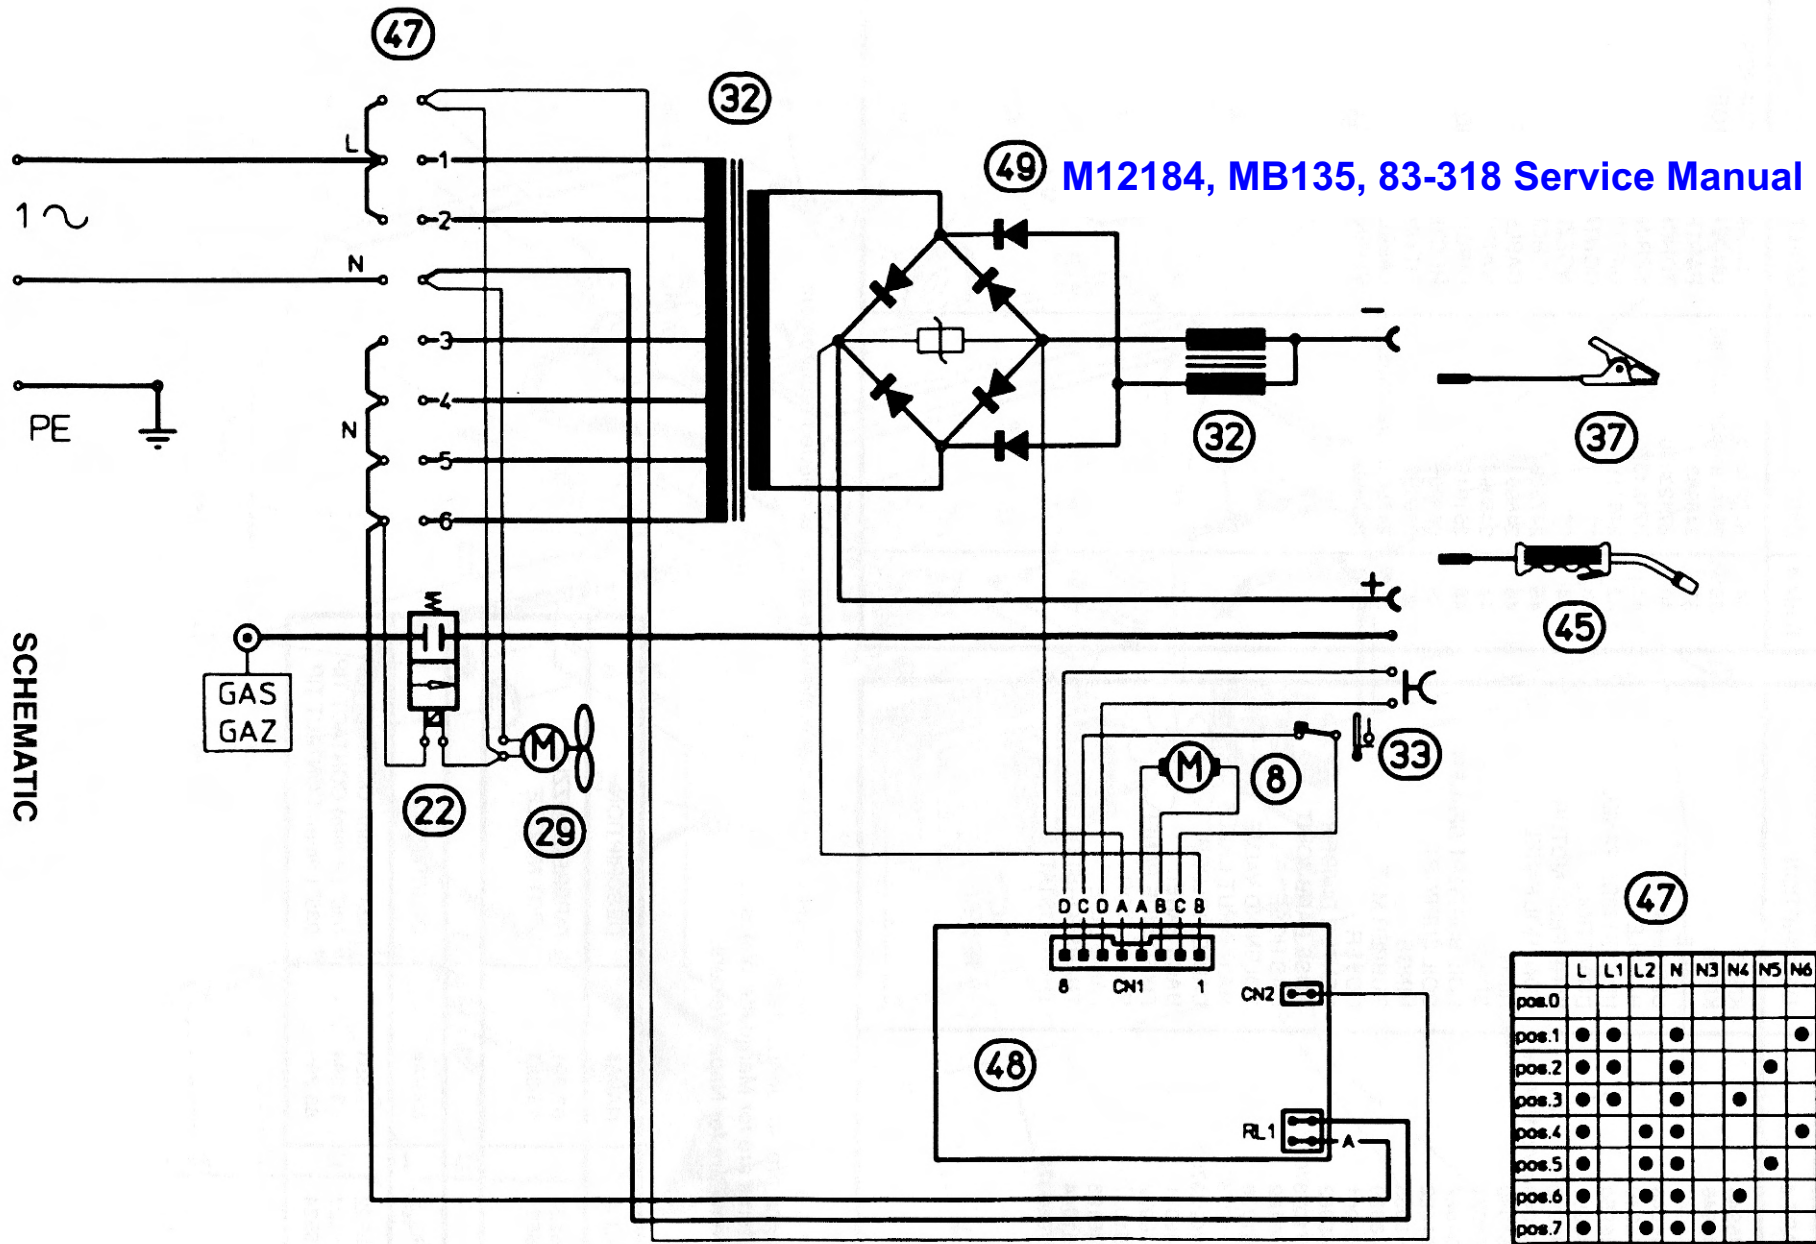 47
32
49 M12184, MB135, 83-318 Service Manual
L
1
1 ~
2
N
3
4
N
5
6
PE
−
32
37
+
45
GAS
GAZ
22
M
29
M
8
33
SCHEMATIC
D C D A A B C B
8 CN1 1
CN2
48
RL1
A
47
L L1 L2 N N3 N4 N5 N6
pos.0
pos.1 ● ● ● ●
pos.2 ● ● ● ●
pos.3 ● ● ● ●
pos.4 ● ● ● ●
pos.5 ● ● ● ●
pos.6 ● ● ● ●
pos.7 ● ● ● ●